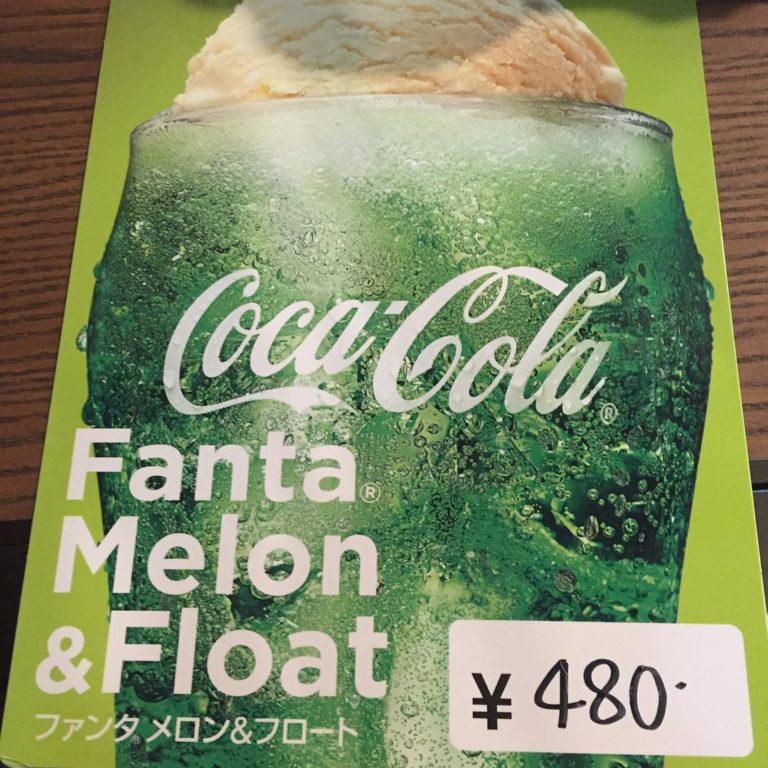 Coca-Cola®
Fanta®
Melon
&Float
ファンタ®メロン&フロート
¥ 480-